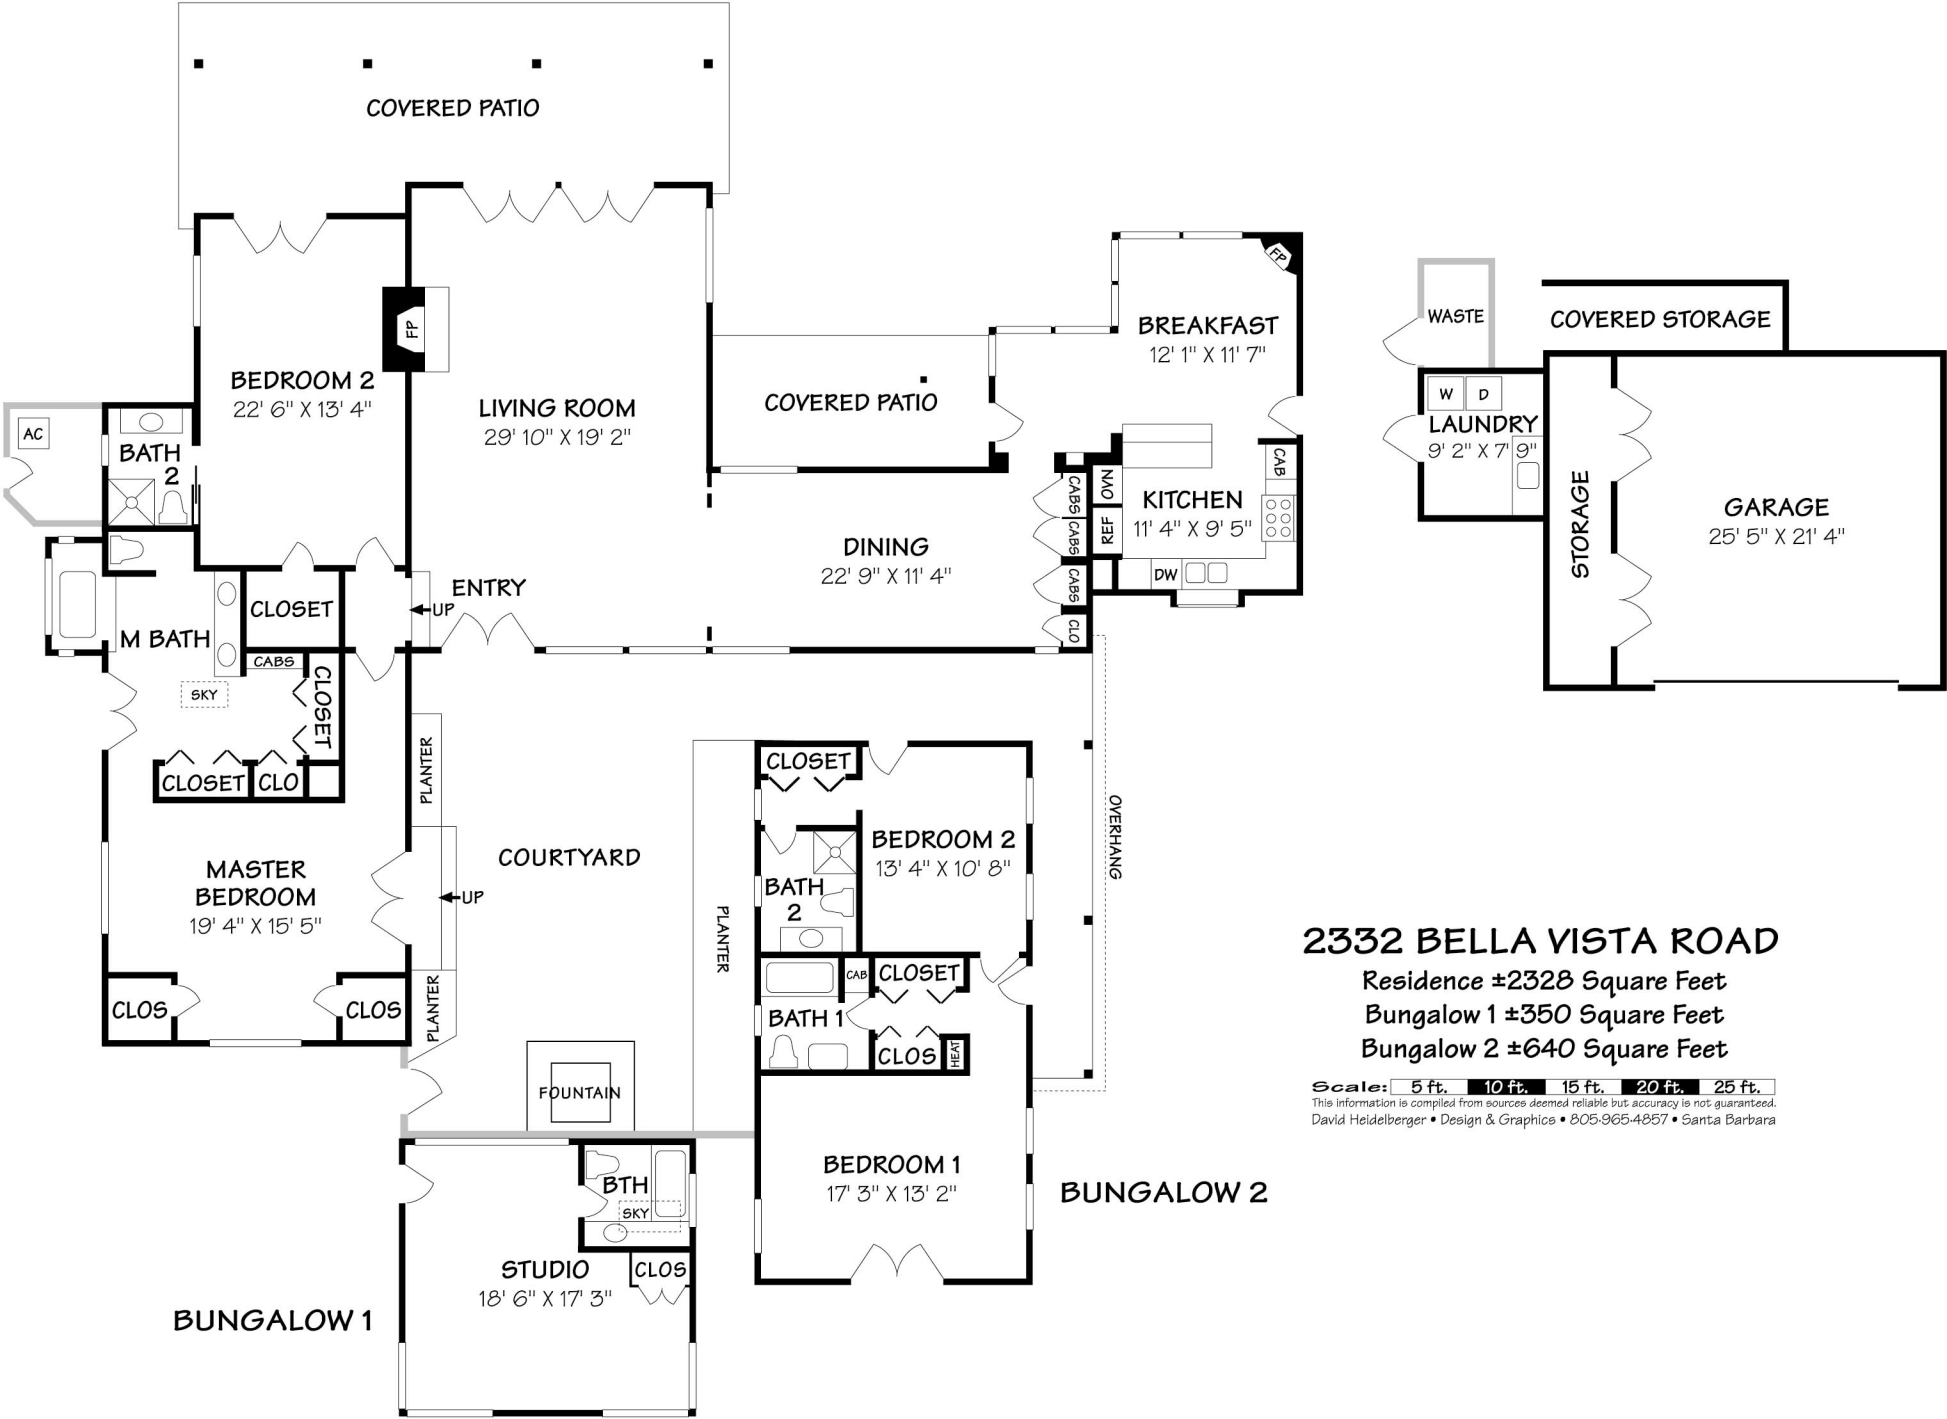 COVERED PATIO
FP
BREAKFAST
12' 1" X 11' 7"
WASTE
COVERED STORAGE
BEDROOM 2
22' 6" X 13' 4"
FP
LIVING ROOM
29' 10" X 19' 2"
COVERED PATIO
W
D
LAUNDRY
9' 2" X 7' 9"
AC
BATH
2
CABS
CABS
OVN
REF
KITCHEN
11' 4" X 9' 5"
CAB
STORAGE
GARAGE
25' 5" X 21' 4"
DINING
22' 9" X 11' 4"
CABS
CLO
DW
ENTRY
UP
CLOSET
M BATH
CABS
SKY
CLOSET
CLOSET
CLO
PLANTER
CLOSET
COURTYARD
BEDROOM 2
13' 4" X 10' 8"
OVERHANG
MASTER
BEDROOM
19' 4" X 15' 5"
UP
BATH
2
PLANTER
2332 BELLA VISTA ROAD
Residence ±2328 Square Feet
Bungalow 1 ±350 Square Feet
Bungalow 2 ±640 Square Feet
Scale: 5 ft. 10 ft. 15 ft. 20 ft. 25 ft.
This information is compiled from sources deemed reliable but accuracy is not guaranteed.
David Heidelberger • Design & Graphics • 805•965•4857 • Santa Barbara
CLOS
CLOS
PLANTER
CAB
CLOSET
BATH 1
CLOS
HEAT
FOUNTAIN
BEDROOM 1
17' 3" X 13' 2"
BUNGALOW 2
BTH
SKY
STUDIO
18' 6" X 17' 3"
CLOS
BUNGALOW 1